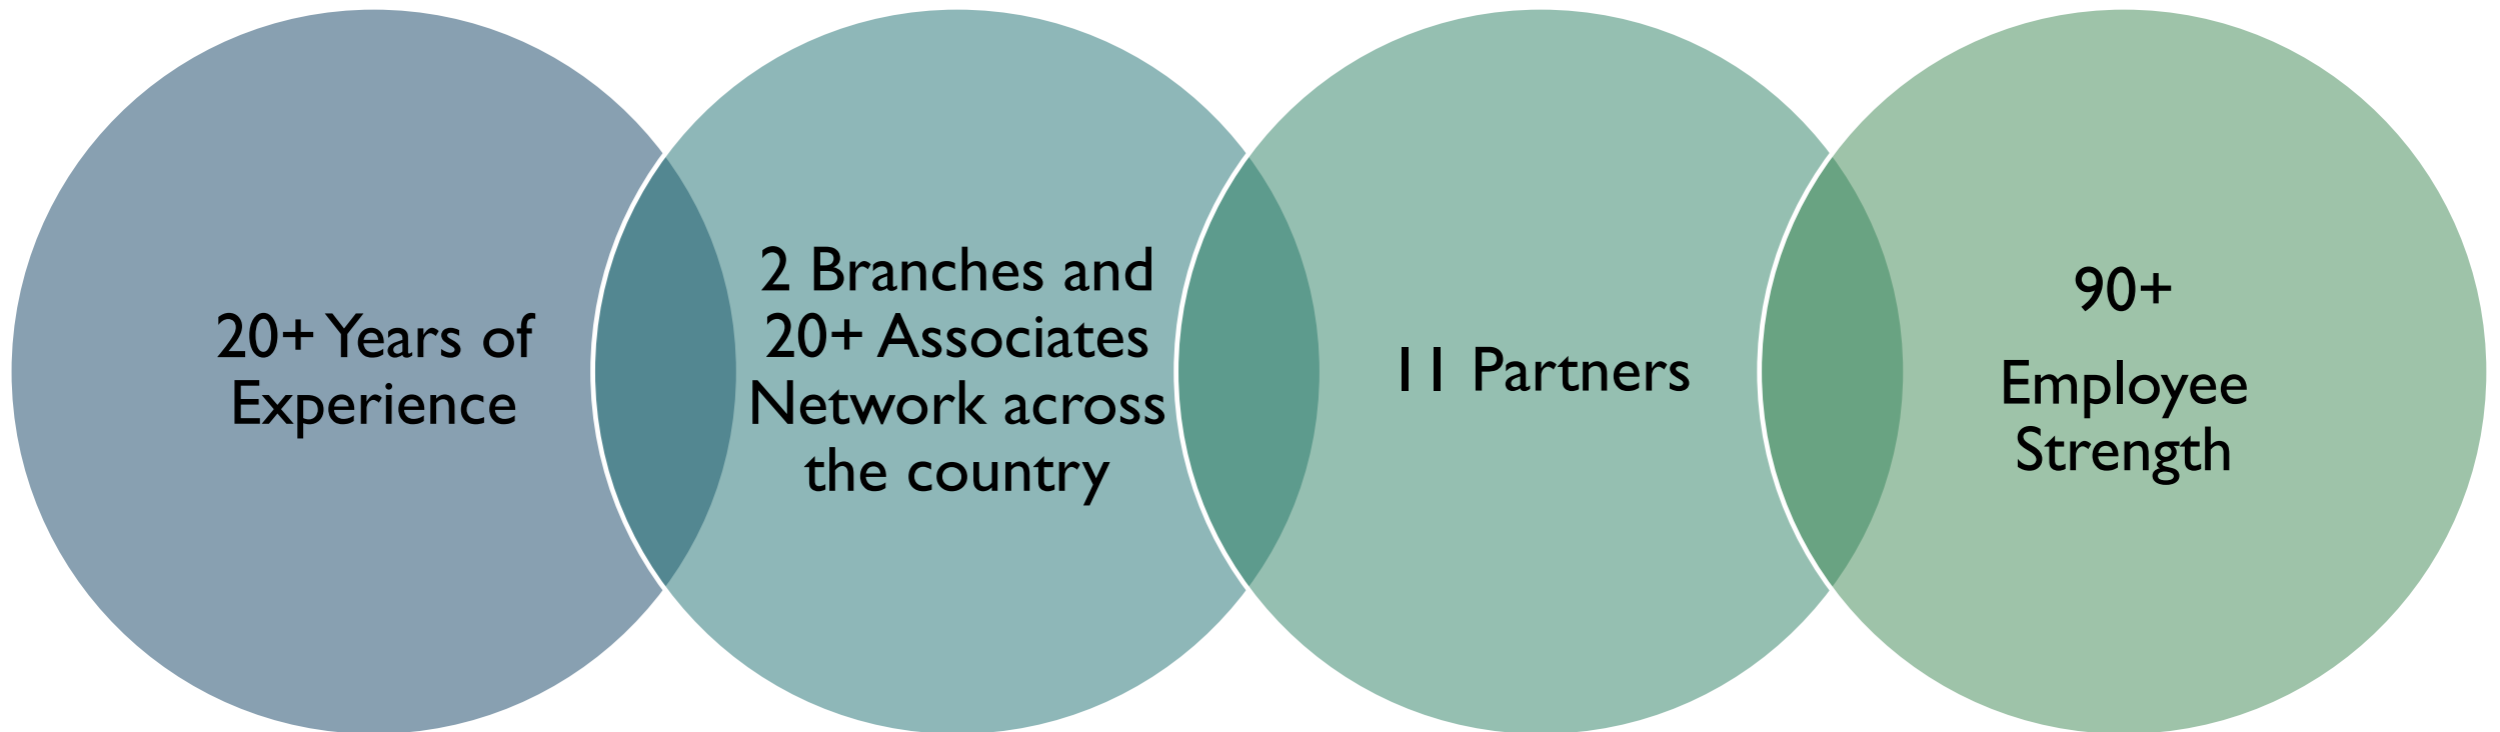 20+ Years of
Experience
2 Branches and
20+ Associates
Network across
the country
11 Partners
90+
Employee
Strength